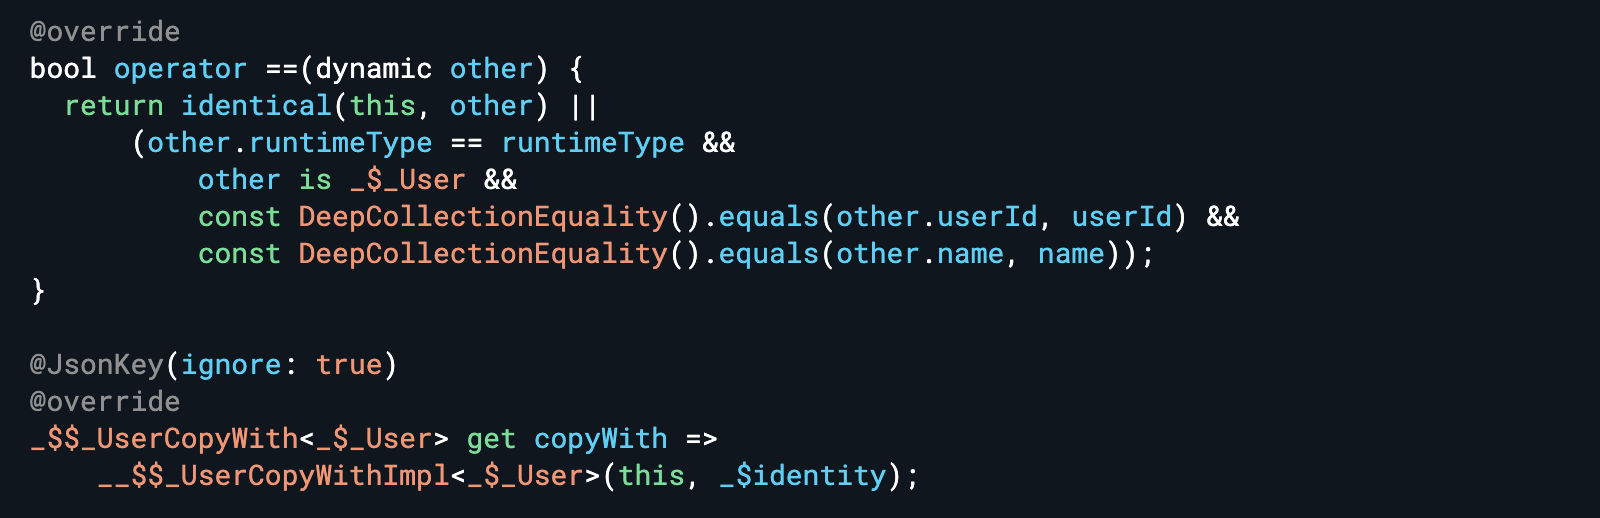 @override
bool operator ==(dynamic other) {
  return identical(this, other) ||
      (other.runtimeType == runtimeType &&
          other is _$_User &&
          const DeepCollectionEquality().equals(other.userId, userId) &&
          const DeepCollectionEquality().equals(other.name, name));
}

@JsonKey(ignore: true)
@override
_$$_UserCopyWith<_$_User> get copyWith =>
    __$$_UserCopyWithImpl<_$_User>(this, _$identity);